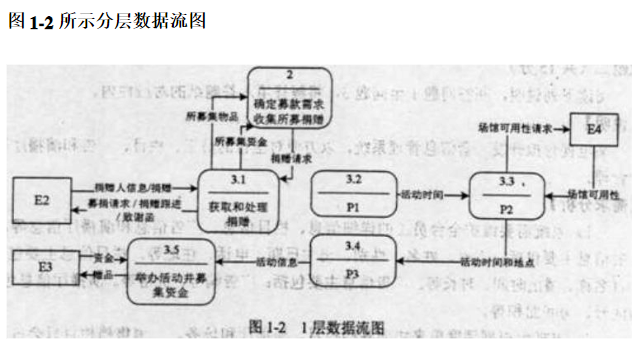 图 1-2 所示分层数据流图
2
确定募款需求
收集所募捐赠
所募集物品
所募集资金
捐赠请求
场馆可用性请求
E4
E2
捐赠人信息/捐赠
募捐请求/捐赠跟进
/致谢品
3.1
获取和处理
捐赠
3.2
P1
活动时间
3.3
P2
场馆可用性
E3
资金
赠品
3.5
举办活动并募
集资金
活动信息
3.4
P3
活动时间和地点
图 1-2 1 层数据流图